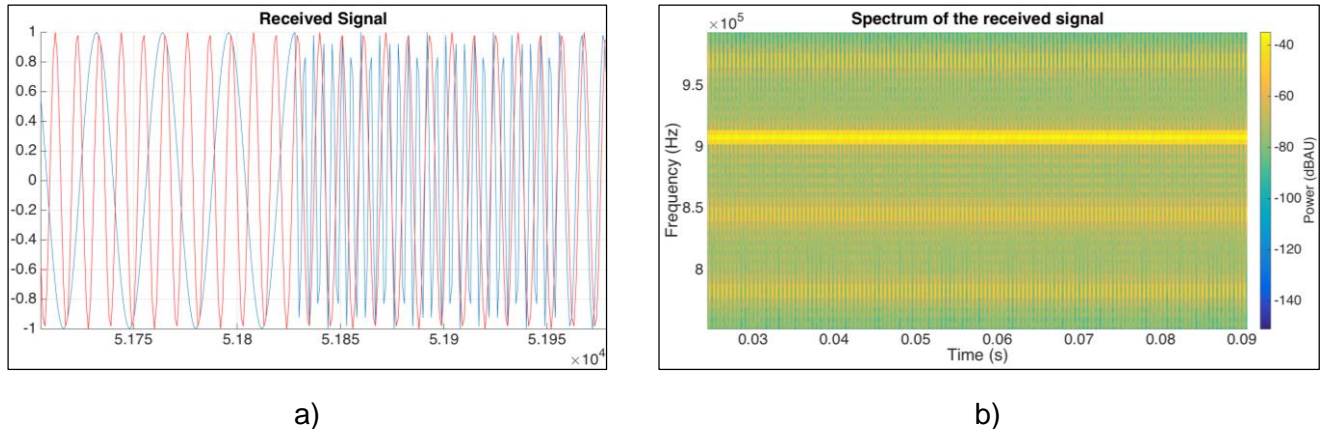 Received Signal
1
0.8
0.6
0.4
0.2
0
-0.2
-0.4
-0.6
-0.8
-1
5.175 5.18 5.185 5.19 5.195
×10⁴
a)
Spectrum of the received signal
×10⁵
9.5
9
8.5
8
Frequency (Hz)
0.03 0.04 0.05 0.06 0.07 0.08 0.09
Time (s)
-40
-60
-80
-100
-120
-140
Power (dBAU)
b)